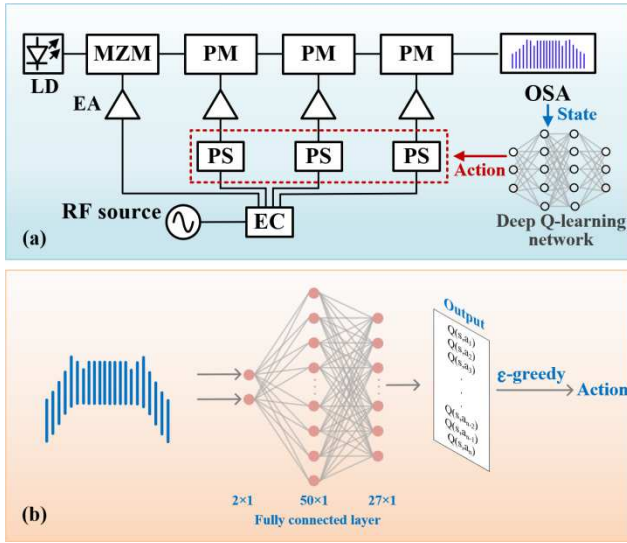 MZM PM PM PM
LD
EA
OSA
State
PS PS PS
Action
RF source
EC
Deep Q-learning
network
(a)
Output
Q(s,a₁)
Q(s,a₂)
Q(s,a₃)
.
.
.
Q(s,aₙ₋₂)
Q(s,aₙ₋₁)
Q(s,aₙ)
ε-greedy
Action
2×1 50×1 27×1
Fully connected layer
(b)